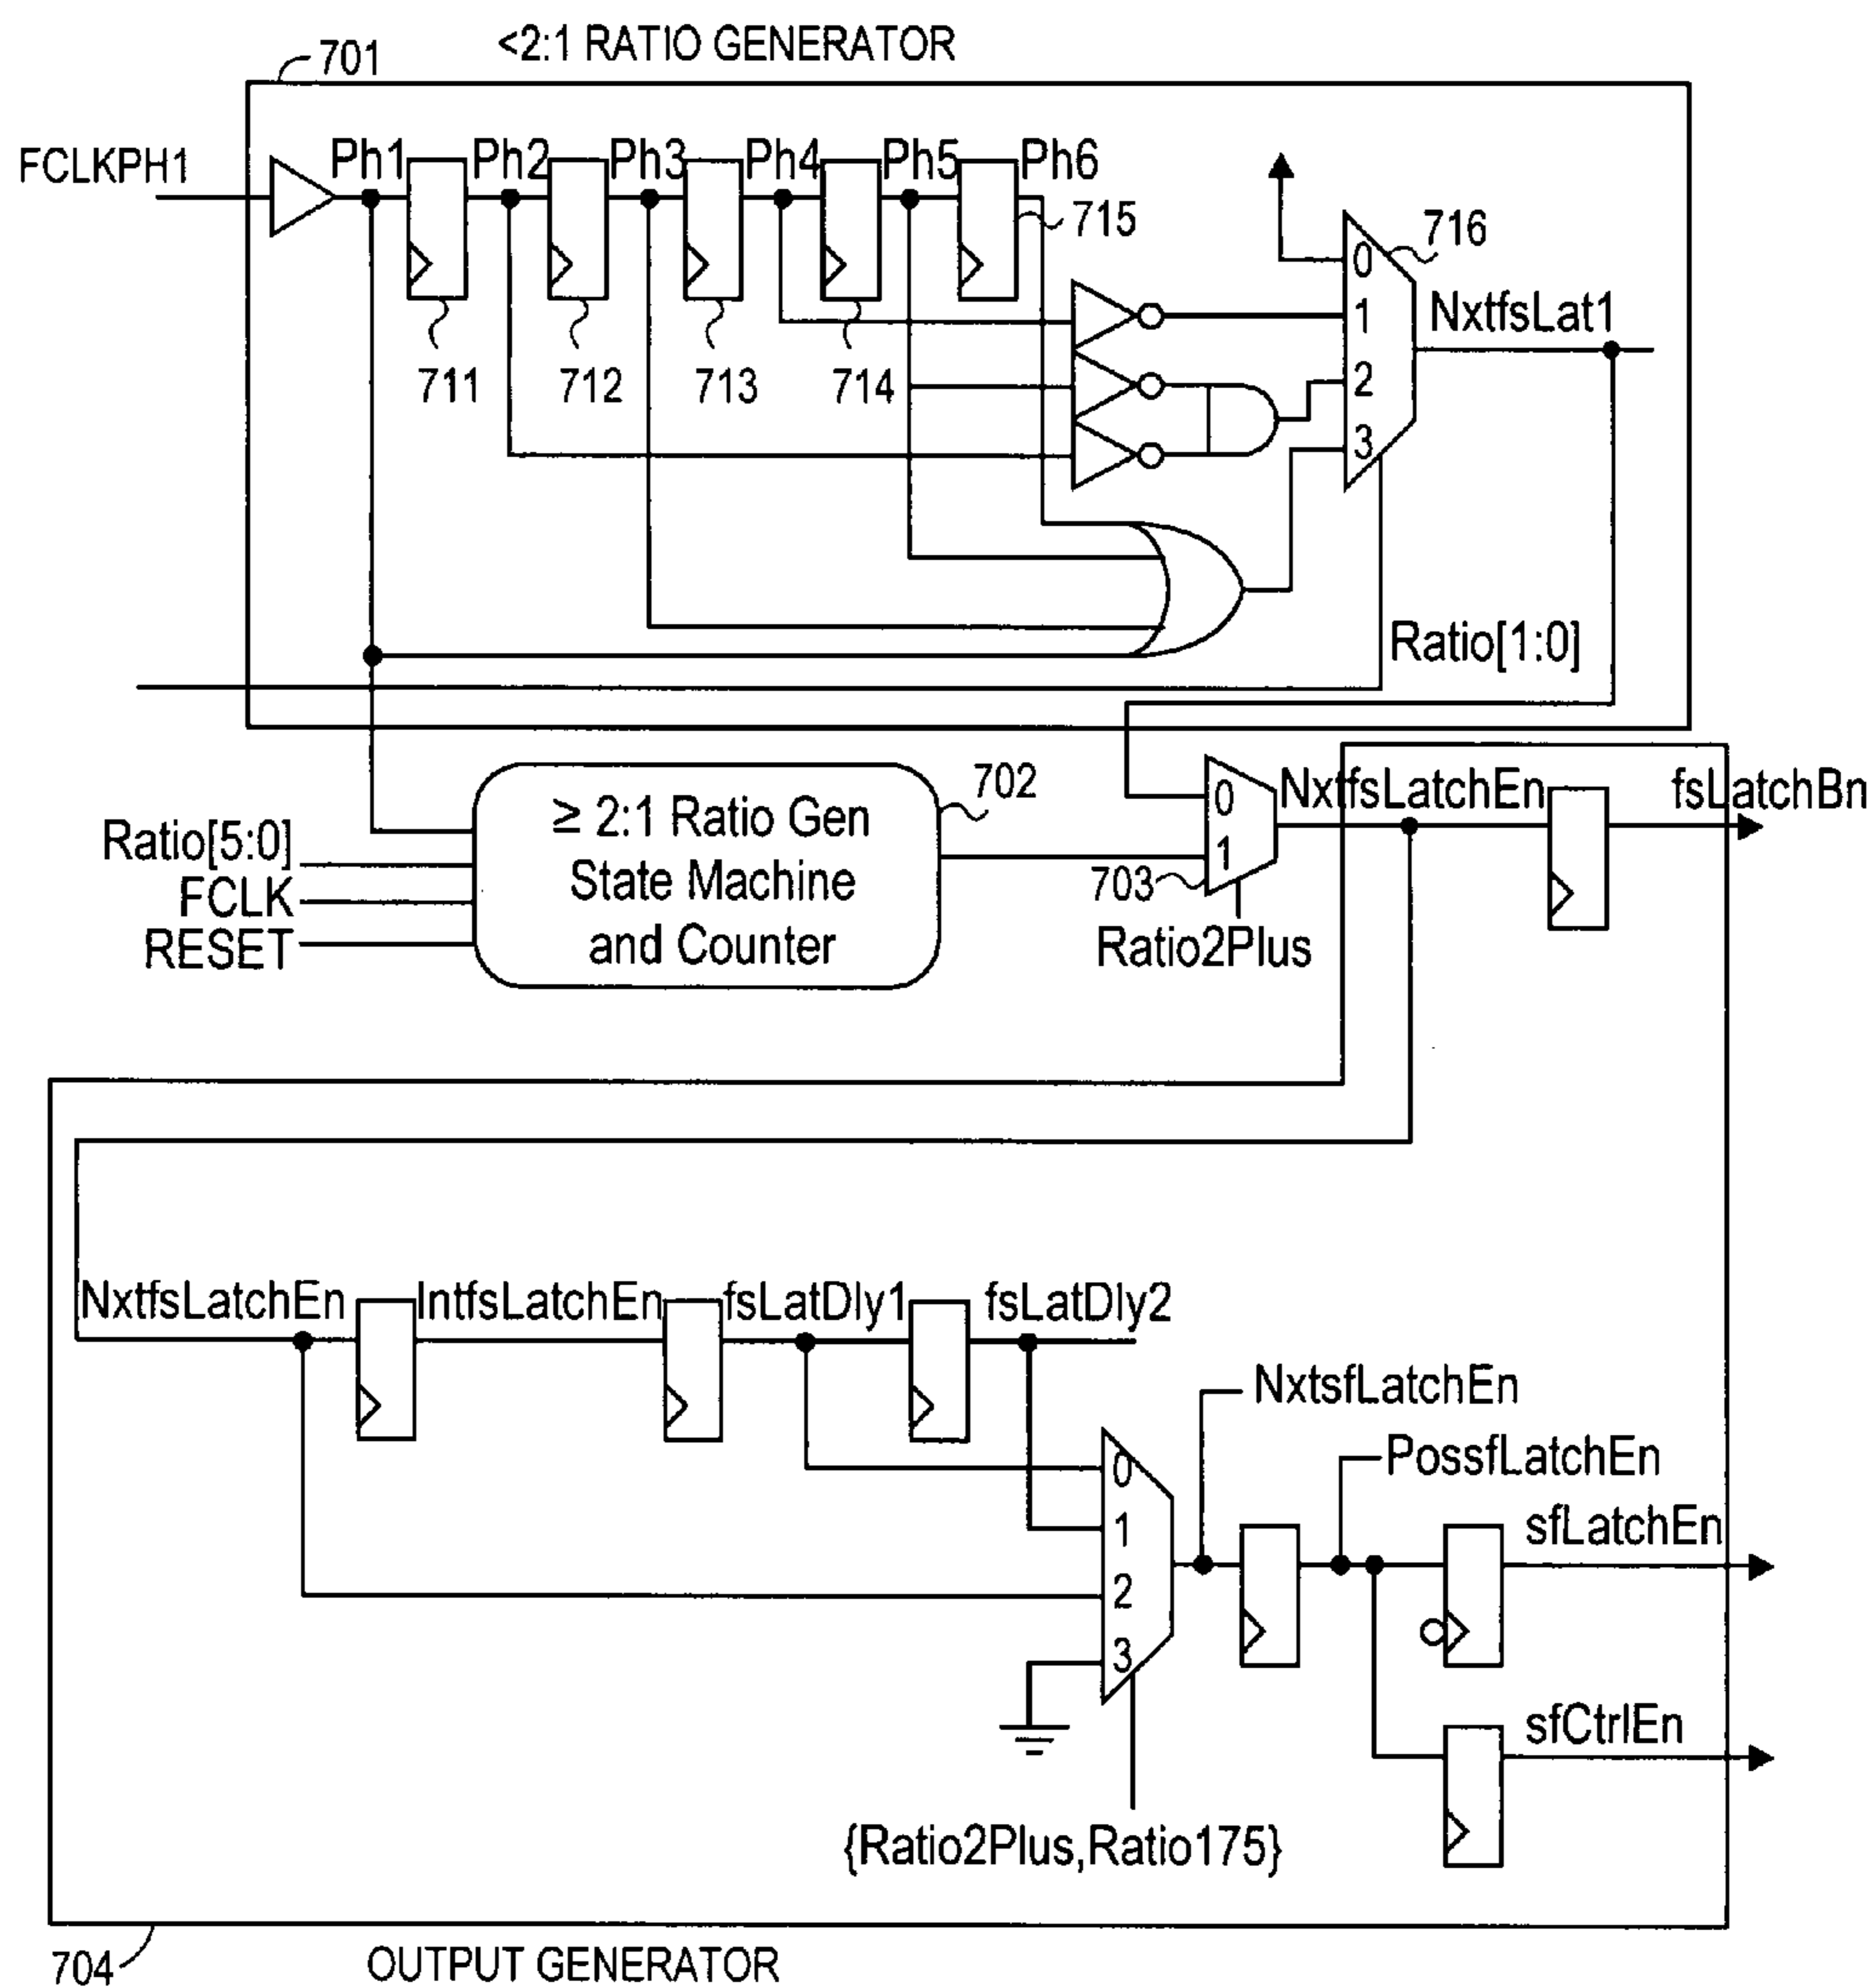 <2:1 RATIO GENERATOR
701
FCLKPH1
Ph1
Ph2
Ph3
Ph4
Ph5
Ph6
715
716
0
1
2
3
NxtfsLat1
711
712
713
714
Ratio[1:0]
702
≥ 2:1 Ratio Gen
State Machine
and Counter
Ratio[5:0]
FCLK
RESET
0
1
703
Ratio2Plus
NxtfsLatchEn
fsLatchBn
NxtfsLatchEn
IntfsLatchEn
fsLatDly1
fsLatDly2
0
1
2
3
NxtsfLatchEn
PossfLatchEn
sfLatchEn
sfCtrlEn
{Ratio2Plus,Ratio175}
704
OUTPUT GENERATOR